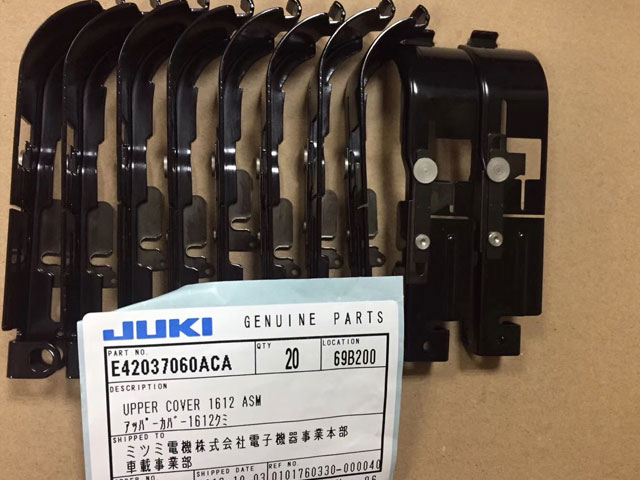 JUKI GENUINE PARTS
PART NO. QTY LOCATION
E42037060ACA 20 69B200
DESCRIPTION
UPPER COVER 1612 ASM
アッパ-カバ-1612クミ
SHIPPED TO
ミツミ電機株式会社電子機器事業本部
車載事業部
SHIPPED DATE REF NO.
10.03 0101760330-000040